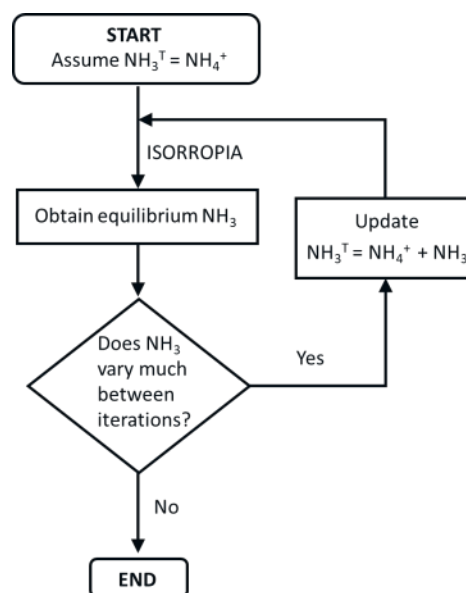 START
Assume NH₃ᵀ = NH₄⁺
ISORROPIA
Obtain equilibrium NH₃
Update
NH₃ᵀ = NH₄⁺ + NH₃
Does NH₃
vary much
between
iterations?
Yes
No
END